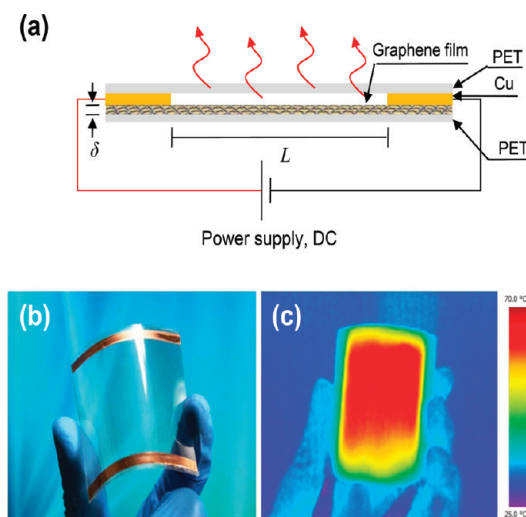 (a)
Graphene film
PET
Cu
δ
L
PET
Power supply, DC
(b)
(c)
70.0 °C
25.0 °C